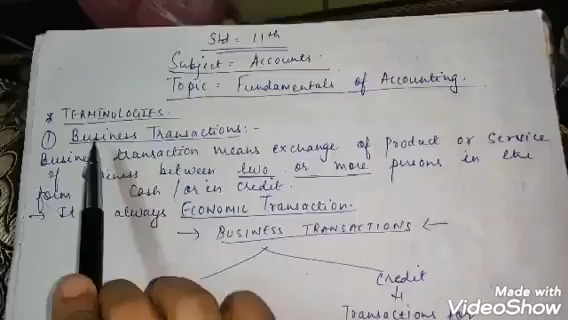 Std = 11th
Subject = Accounts
Topic = Fundamentals of Accounting.
* TERMINOLOGIES.
① Business Transactions:-
Business transaction means exchange of product or service
between two or more persons in the
form Cash / or in credit.
→ It always ECONOMIC Transaction.
→ BUSINESS TRANSACTIONS ←
Credit
Transactions for
Made with
VideoShow